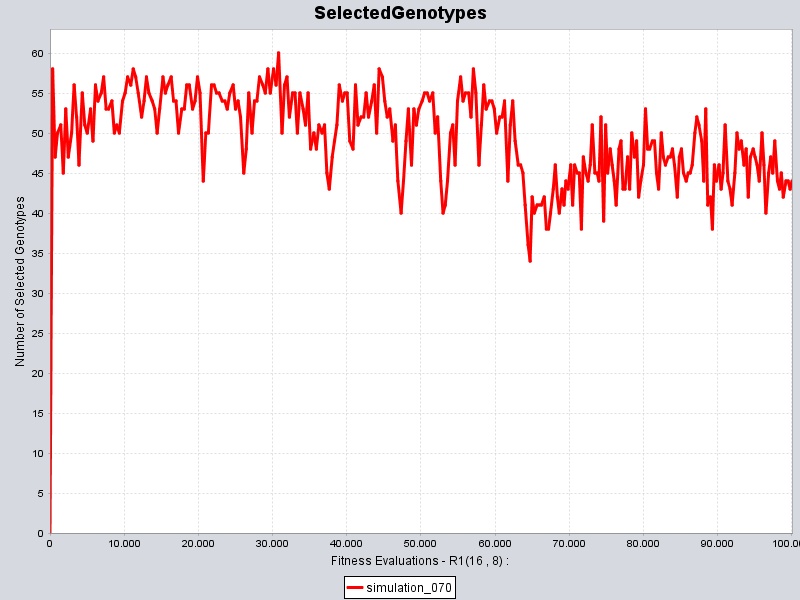 SelectedGenotypes
Number of Selected Genotypes
60
55
50
45
40
35
30
25
20
15
10
5
0
0 10.000 20.000 30.000 40.000 50.000 60.000 70.000 80.000 90.000 100.00
Fitness Evaluations - R1(16 , 8) :
simulation_070